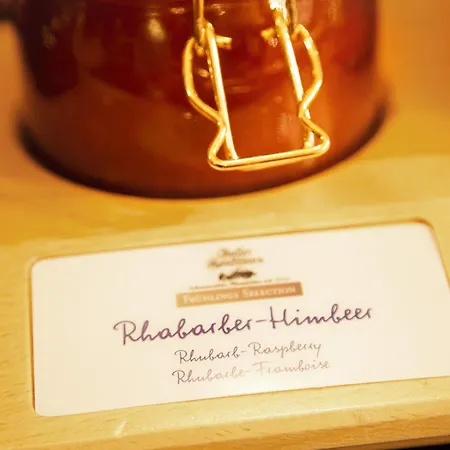 FRÜHLINGS SELECTION
Rhabarber-Himbeer
Rhubarb-Raspberry
Rhubarbe-Framboise